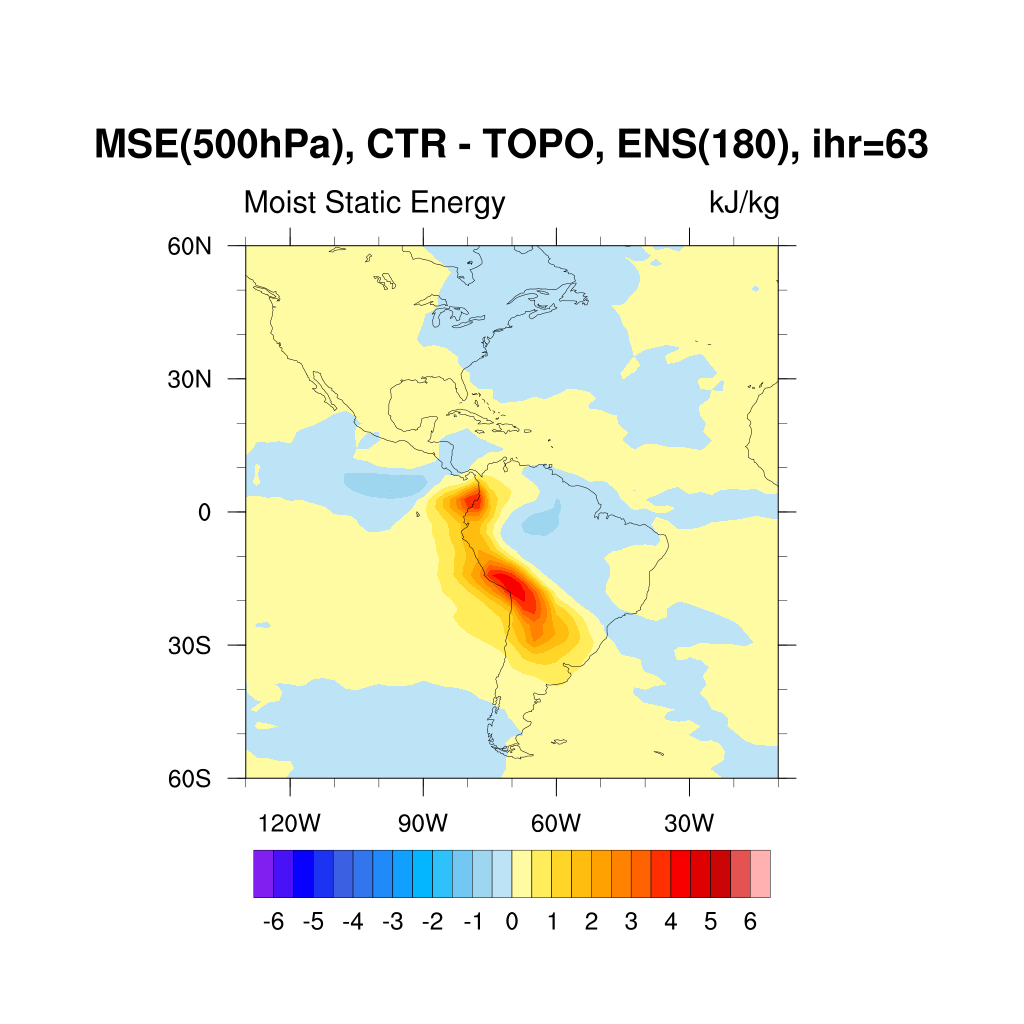 MSE(500hPa), CTR - TOPO, ENS(180), ihr=63
Moist Static Energy kJ/kg
60N
30N
0
30S
60S
120W 90W 60W 30W
-6 -5 -4 -3 -2 -1 0 1 2 3 4 5 6